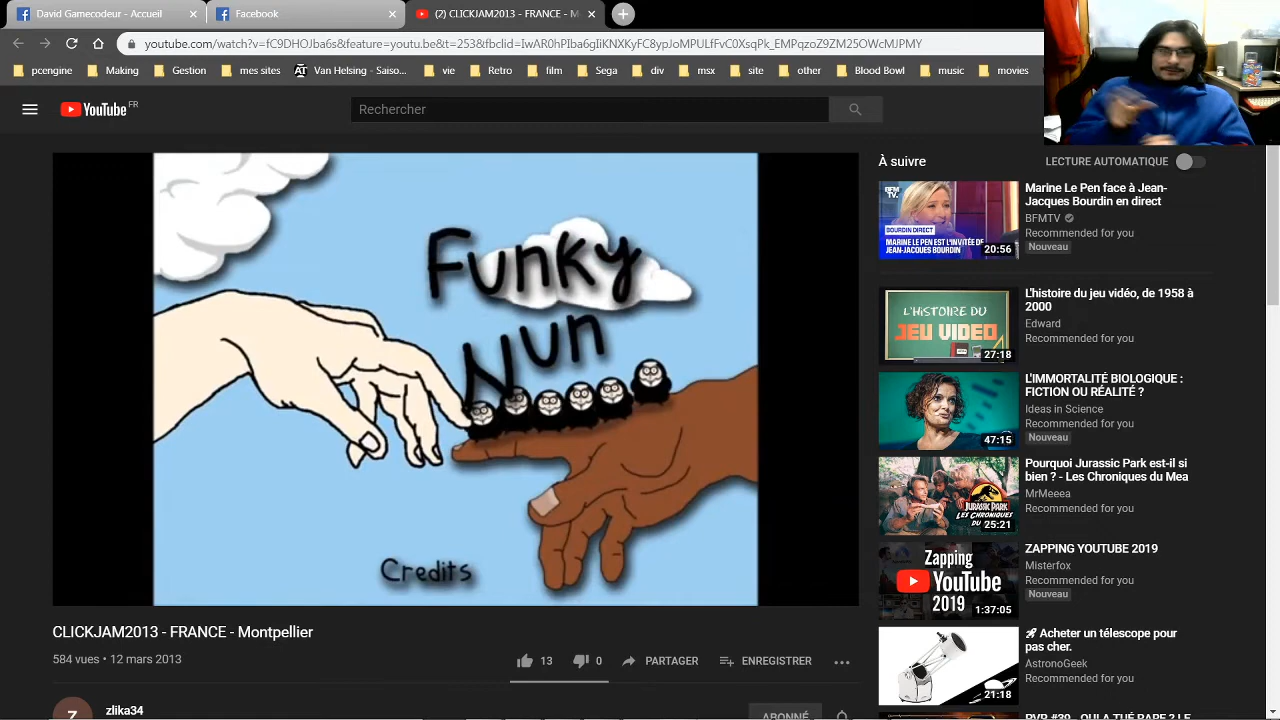 David Gamecodeur - Accueil
Facebook
(2) CLICKJAM2013 - FRANCE - M
youtube.com/watch?v=fC9DHOJba6s&feature=youtu.be&t=253&fbclid=IwAR0hPIba6gIiKNXKyFC8ypJoMPULfFvC0XsqPk_EMPqzoZ9ZM25OWcMJPMY
pcengine
Making
Gestion
mes sites
Van Helsing - Saiso...
vie
Retro
Sega
div
msx
site
other
Blood Bowl
music
movies
YouTube FR
Rechercher
Funky
Nun
Credits
CLICKJAM2013 - FRANCE - Montpellier
584 vues • 12 mars 2013
13
0
PARTAGER
ENREGISTRER
zlika34
ABONNÉ
À suivre
LECTURE AUTOMATIQUE
BFM
TV.
BOURDIN DIRECT
MARINE LE PEN EST L'INVITÉE DE
JEAN-JACQUES BOURDIN
20:56
Marine Le Pen face à Jean-
Jacques Bourdin en direct
BFMTV
Recommended for you
Nouveau
L'HISTOIRE DU
JEU VIDEO
27:18
L'histoire du jeu vidéo, de 1958 à
2000
Edward
Recommended for you
47:15
L'IMMORTALITÉ BIOLOGIQUE :
FICTION OU RÉALITÉ ?
Ideas in Science
Recommended for you
Nouveau
JURASSIC PARK
LES CHRONIQUES
DU
25:21
Pourquoi Jurassic Park est-il si
bien ? - Les Chroniques du Mea
MrMeeea
Recommended for you
Zapping
YouTube
2019
1:37:05
ZAPPING YOUTUBE 2019
Misterfox
Recommended for you
Nouveau
21:18
Acheter un télescope pour
pas cher.
AstronoGeek
Recommended for you